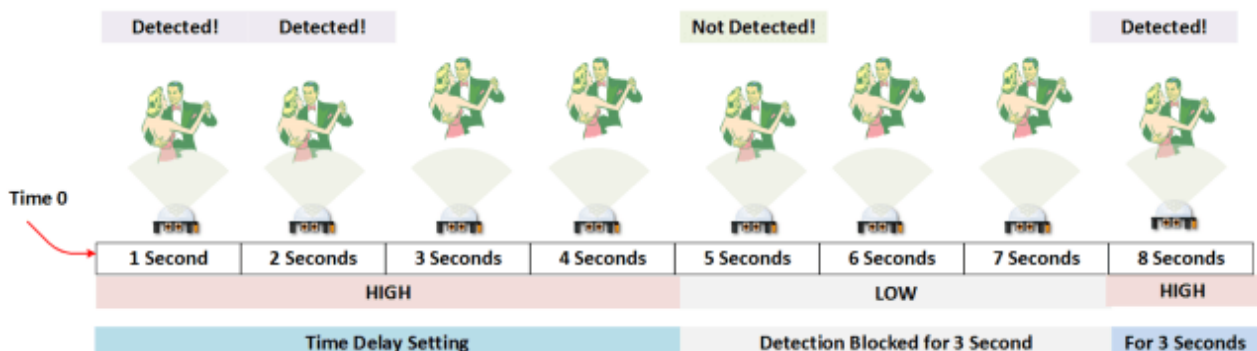 Detected! Detected! Not Detected! Detected!
Time 0
1 Second 2 Seconds 3 Seconds 4 Seconds 5 Seconds 6 Seconds 7 Seconds 8 Seconds
HIGH LOW HIGH
Time Delay Setting Detection Blocked for 3 Second For 3 Seconds